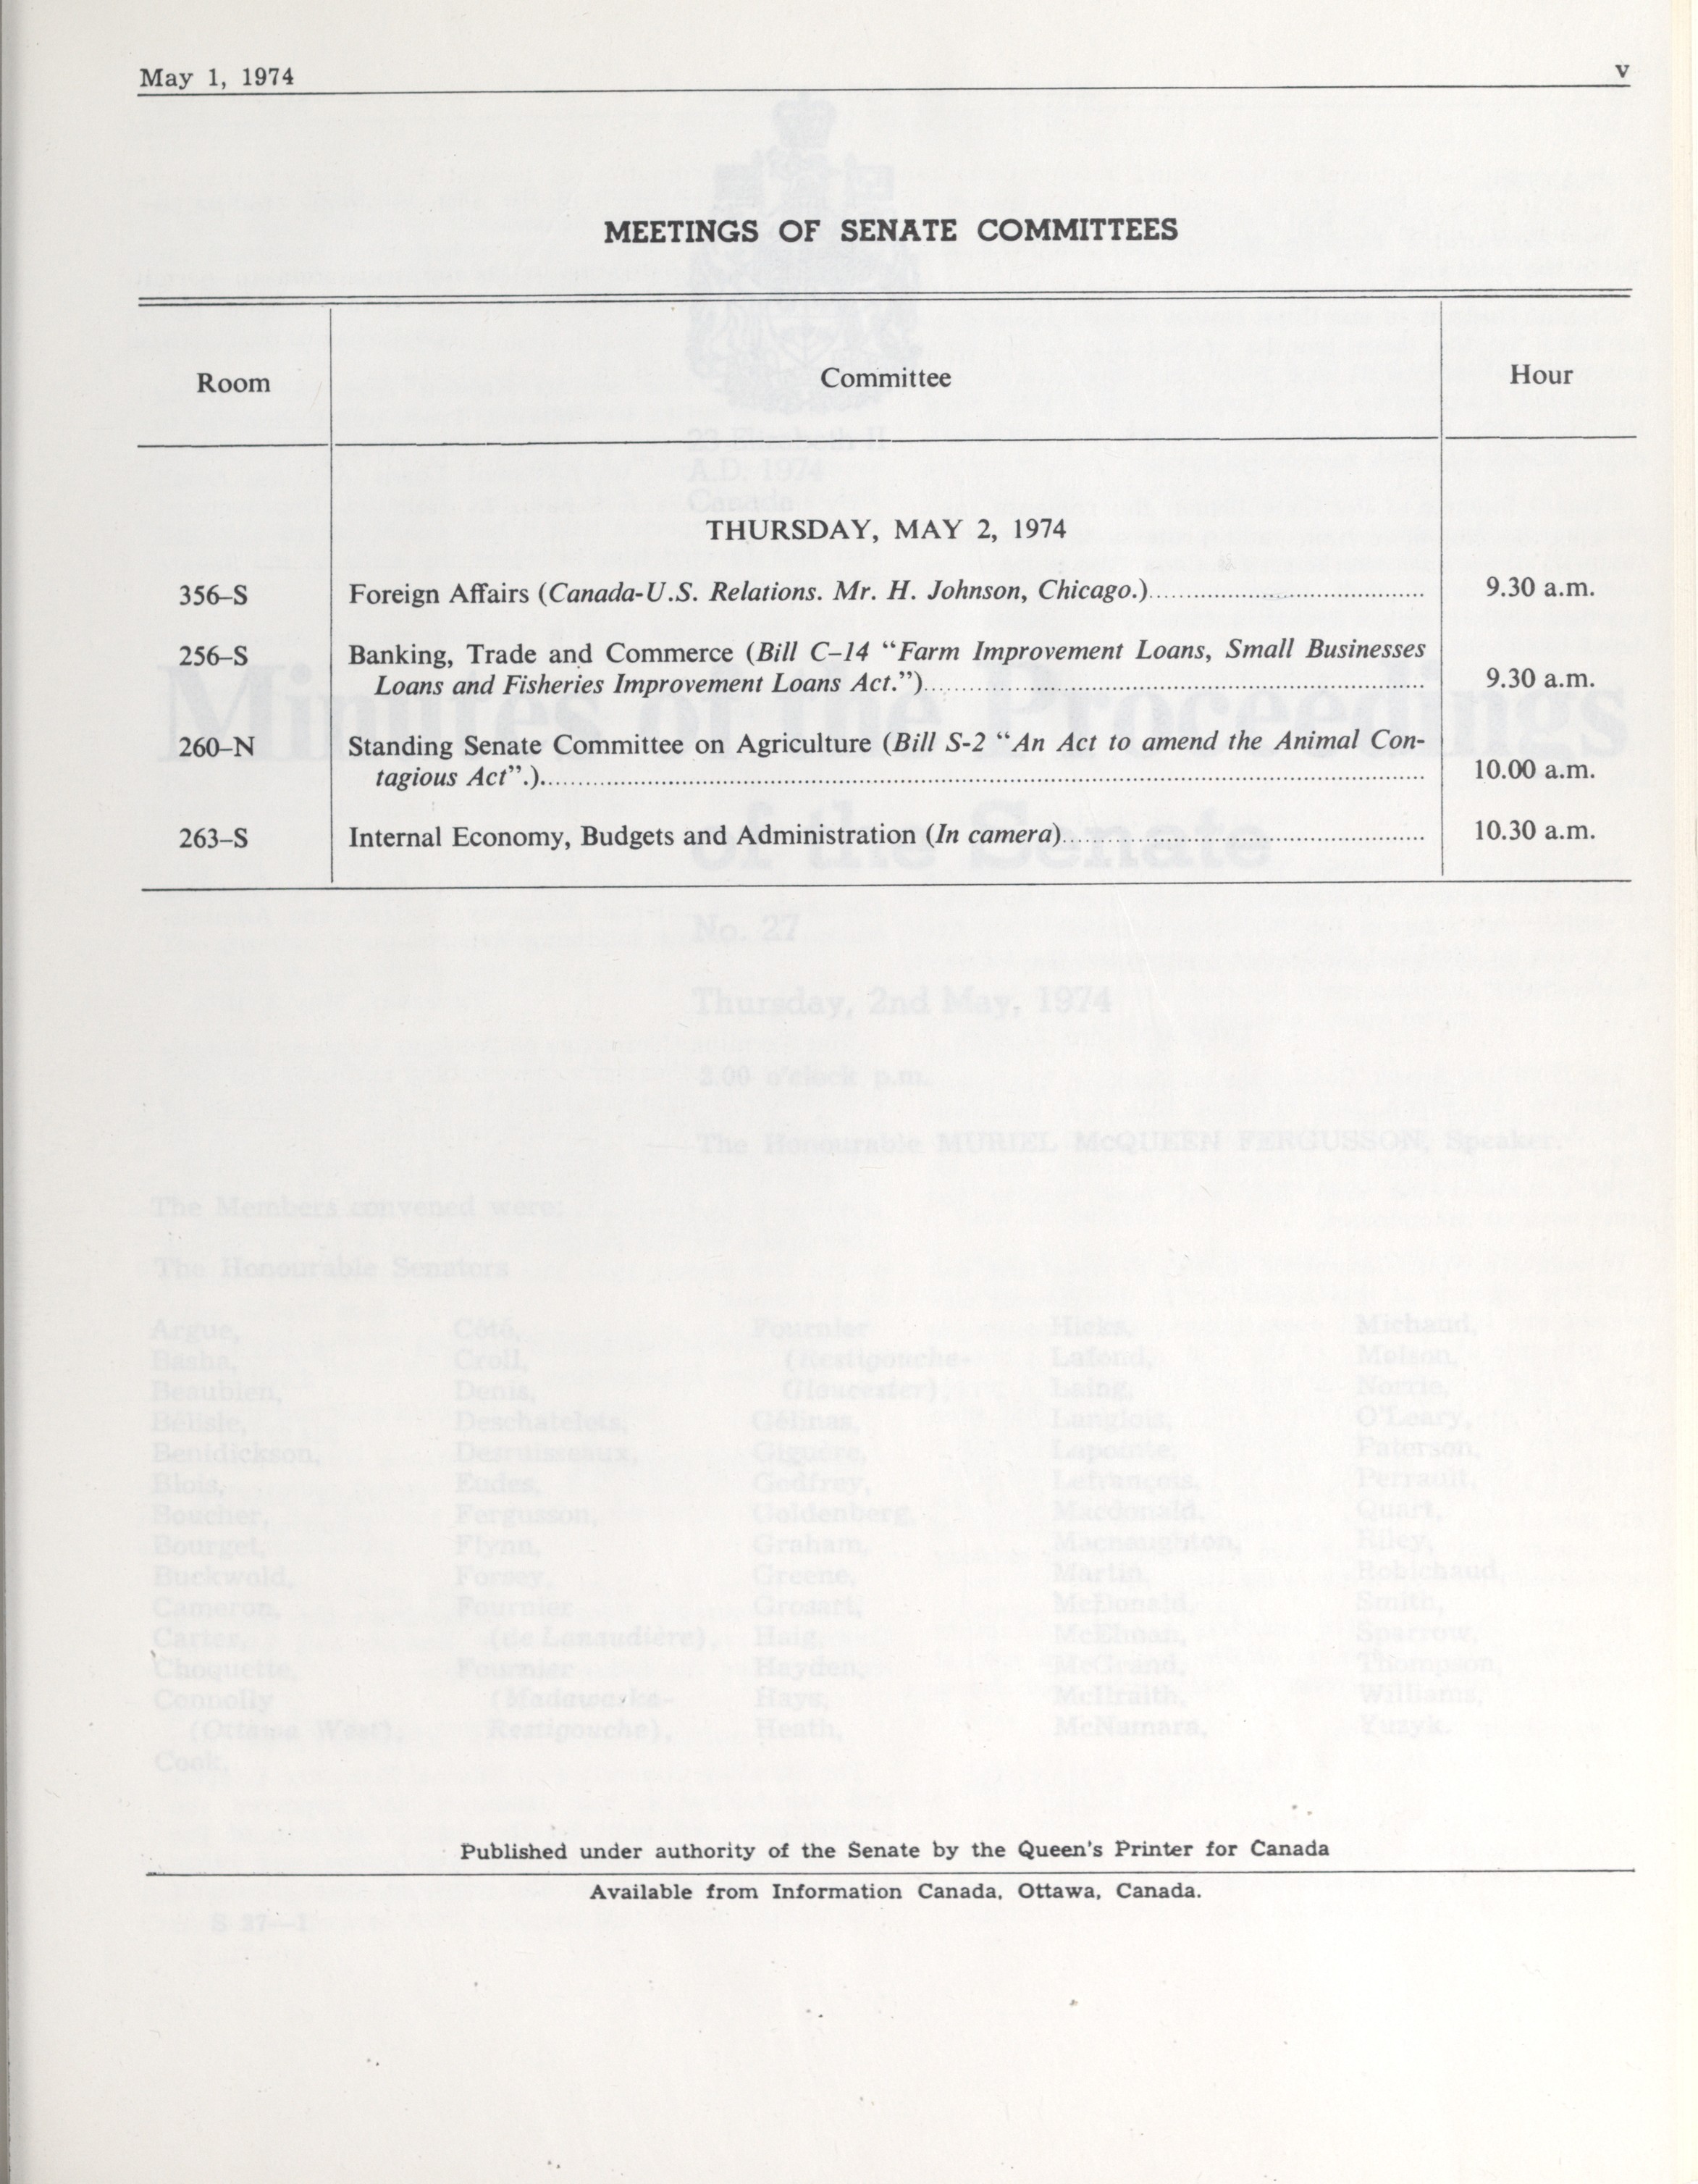 May 1, 1974 v
MEETINGS OF SENATE COMMITTEES
Room Committee Hour
THURSDAY, MAY 2, 1974
356–S Foreign Affairs (Canada-U.S. Relations. Mr. H. Johnson, Chicago.) 9.30 a.m.
256–S Banking, Trade and Commerce (Bill C–14 “Farm Improvement Loans, Small Businesses
Loans and Fisheries Improvement Loans Act.”) 9.30 a.m.
260–N Standing Senate Committee on Agriculture (Bill S-2 “An Act to amend the Animal Con-
tagious Act”.) 10.00 a.m.
263–S Internal Economy, Budgets and Administration (In camera) 10.30 a.m.
Published under authority of the Senate by the Queen's Printer for Canada
Available from Information Canada, Ottawa, Canada.